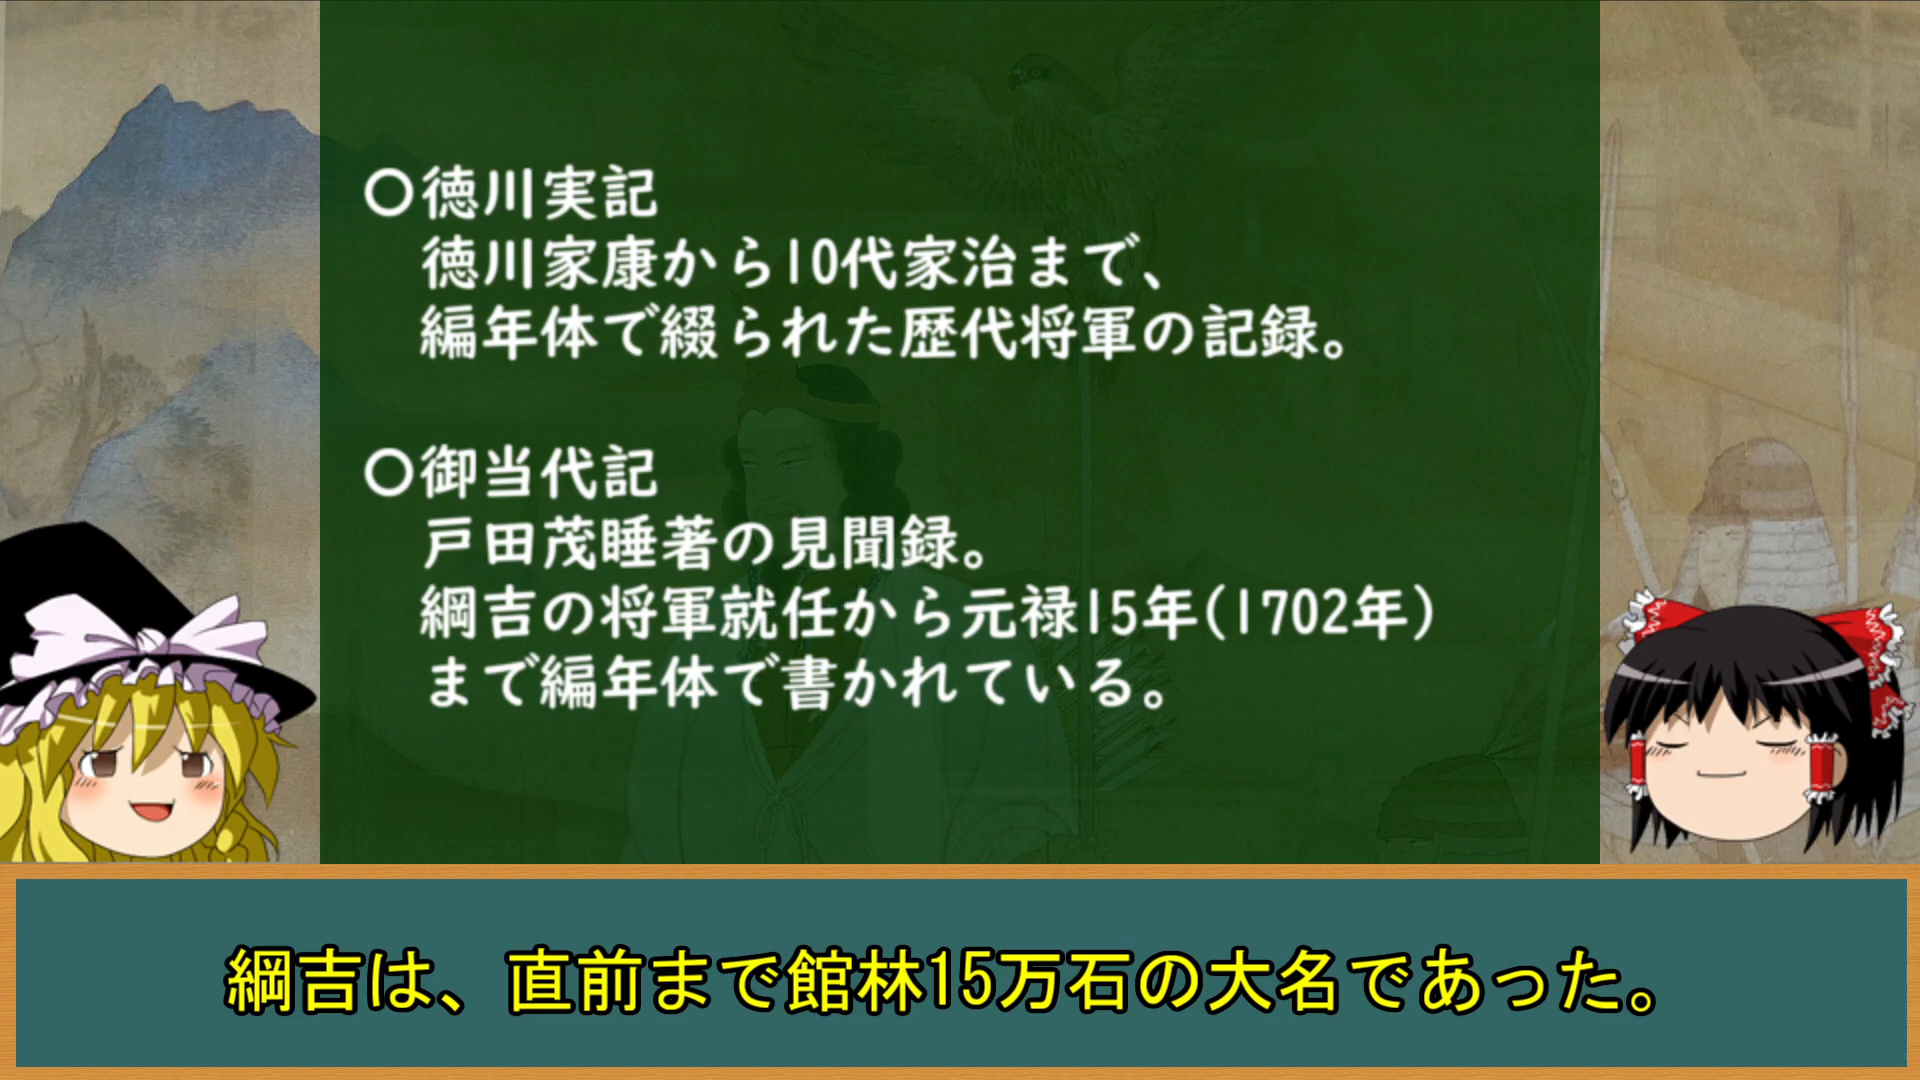 〇徳川実記
徳川家康から10代家治まで、
編年体で綴られた歴代将軍の記録。
〇御当代記
戸田茂睡著の見聞録。
綱吉の将軍就任から元禄15年(1702年)
まで編年体で書かれている。
綱吉は、直前まで館林15万石の大名であった。